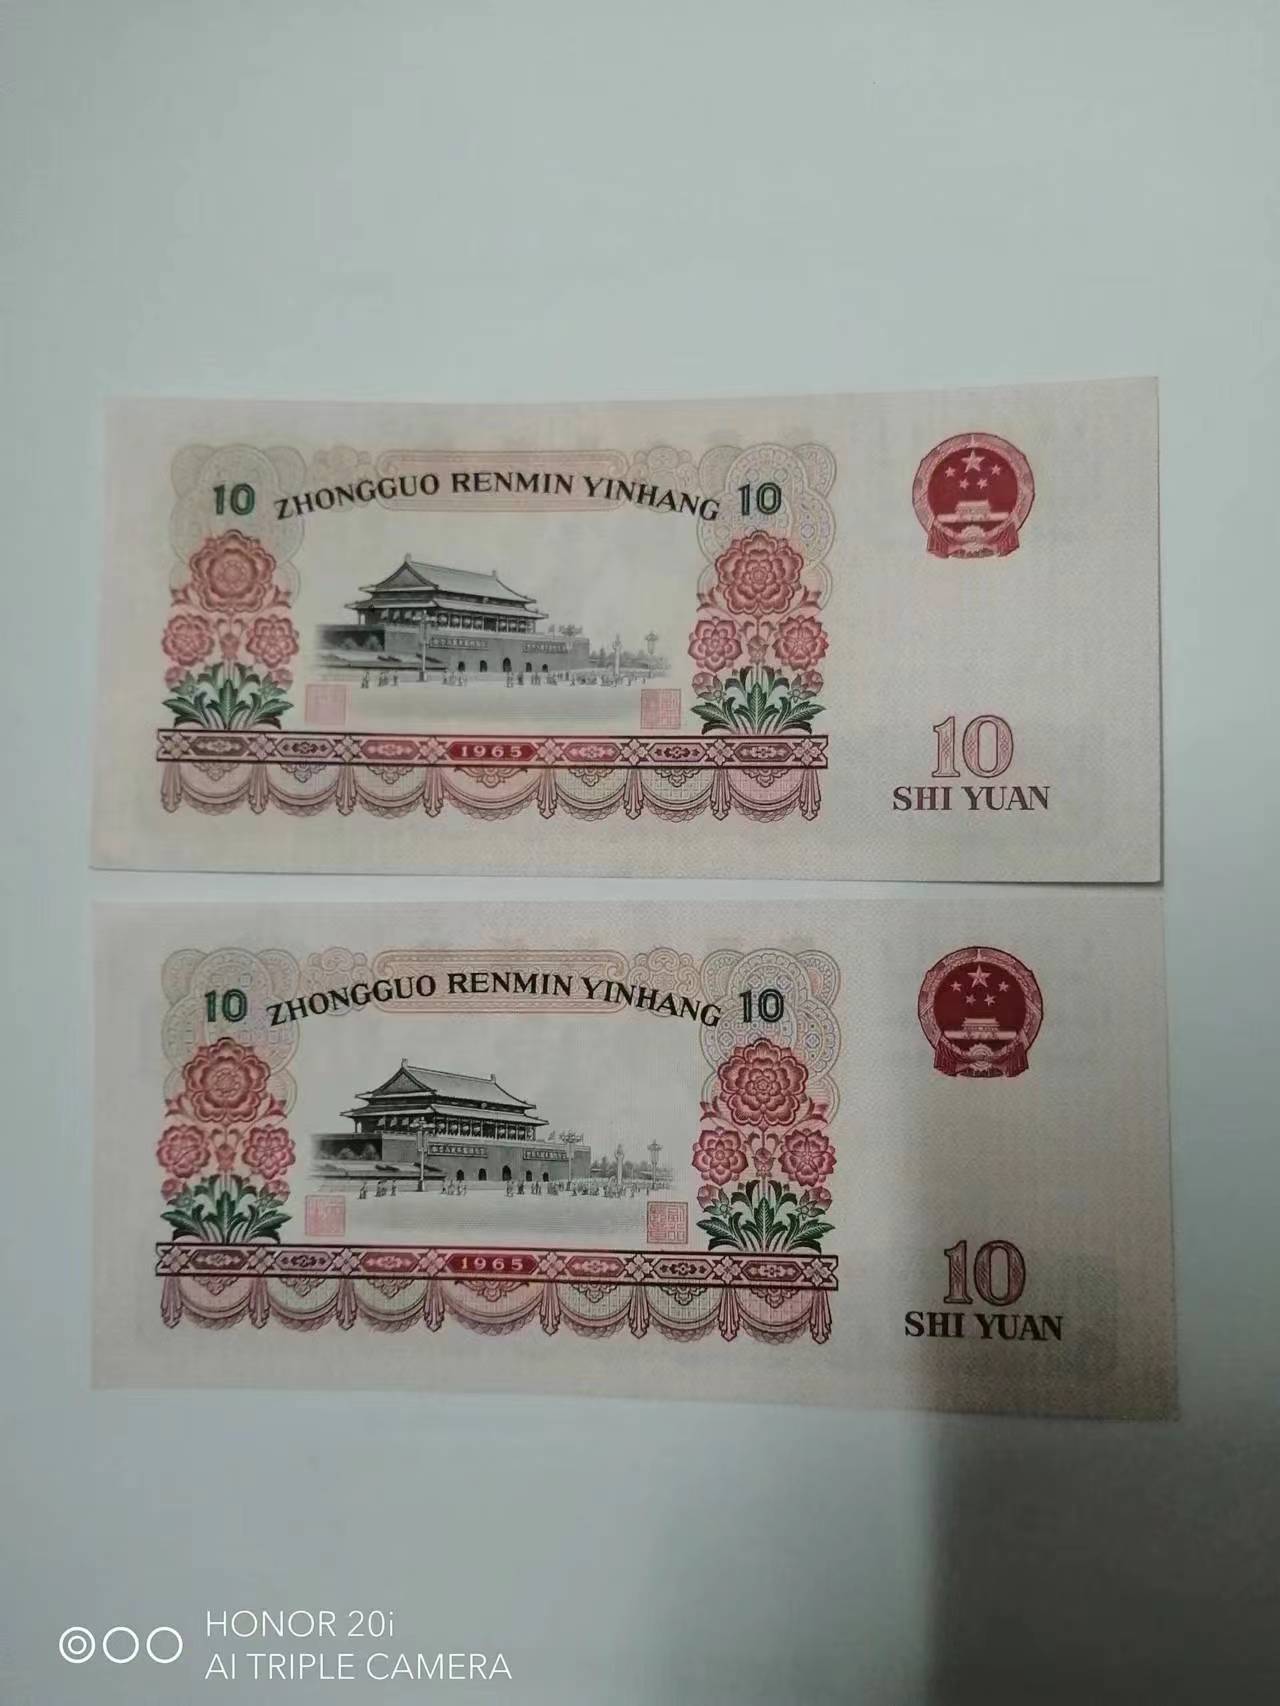 10 ZHONGGUO RENMIN YINHANG 10
1965
10
SHI YUAN
10 ZHONGGUO RENMIN YINHANG 10
1965
10
SHI YUAN
HONOR 20i
AI TRIPLE CAMERA